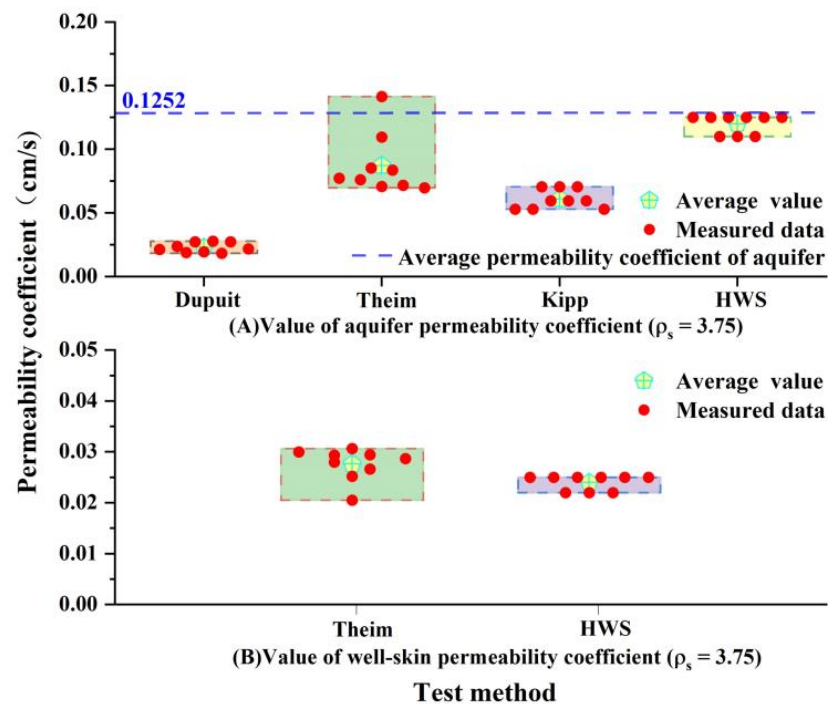 Permeability coefficient（cm/s）
0.20
0.15
0.10
0.05
0.00
0.1252
Average value
Measured data
Average permeability coefficient of aquifer
Dupuit
Theim
Kipp
HWS
(A)Value of aquifer permeability coefficient (ρₛ = 3.75)
0.05
0.04
0.03
0.02
0.01
0.00
Average value
Measured data
Theim
HWS
(B)Value of well-skin permeability coefficient (ρₛ = 3.75)
Test method